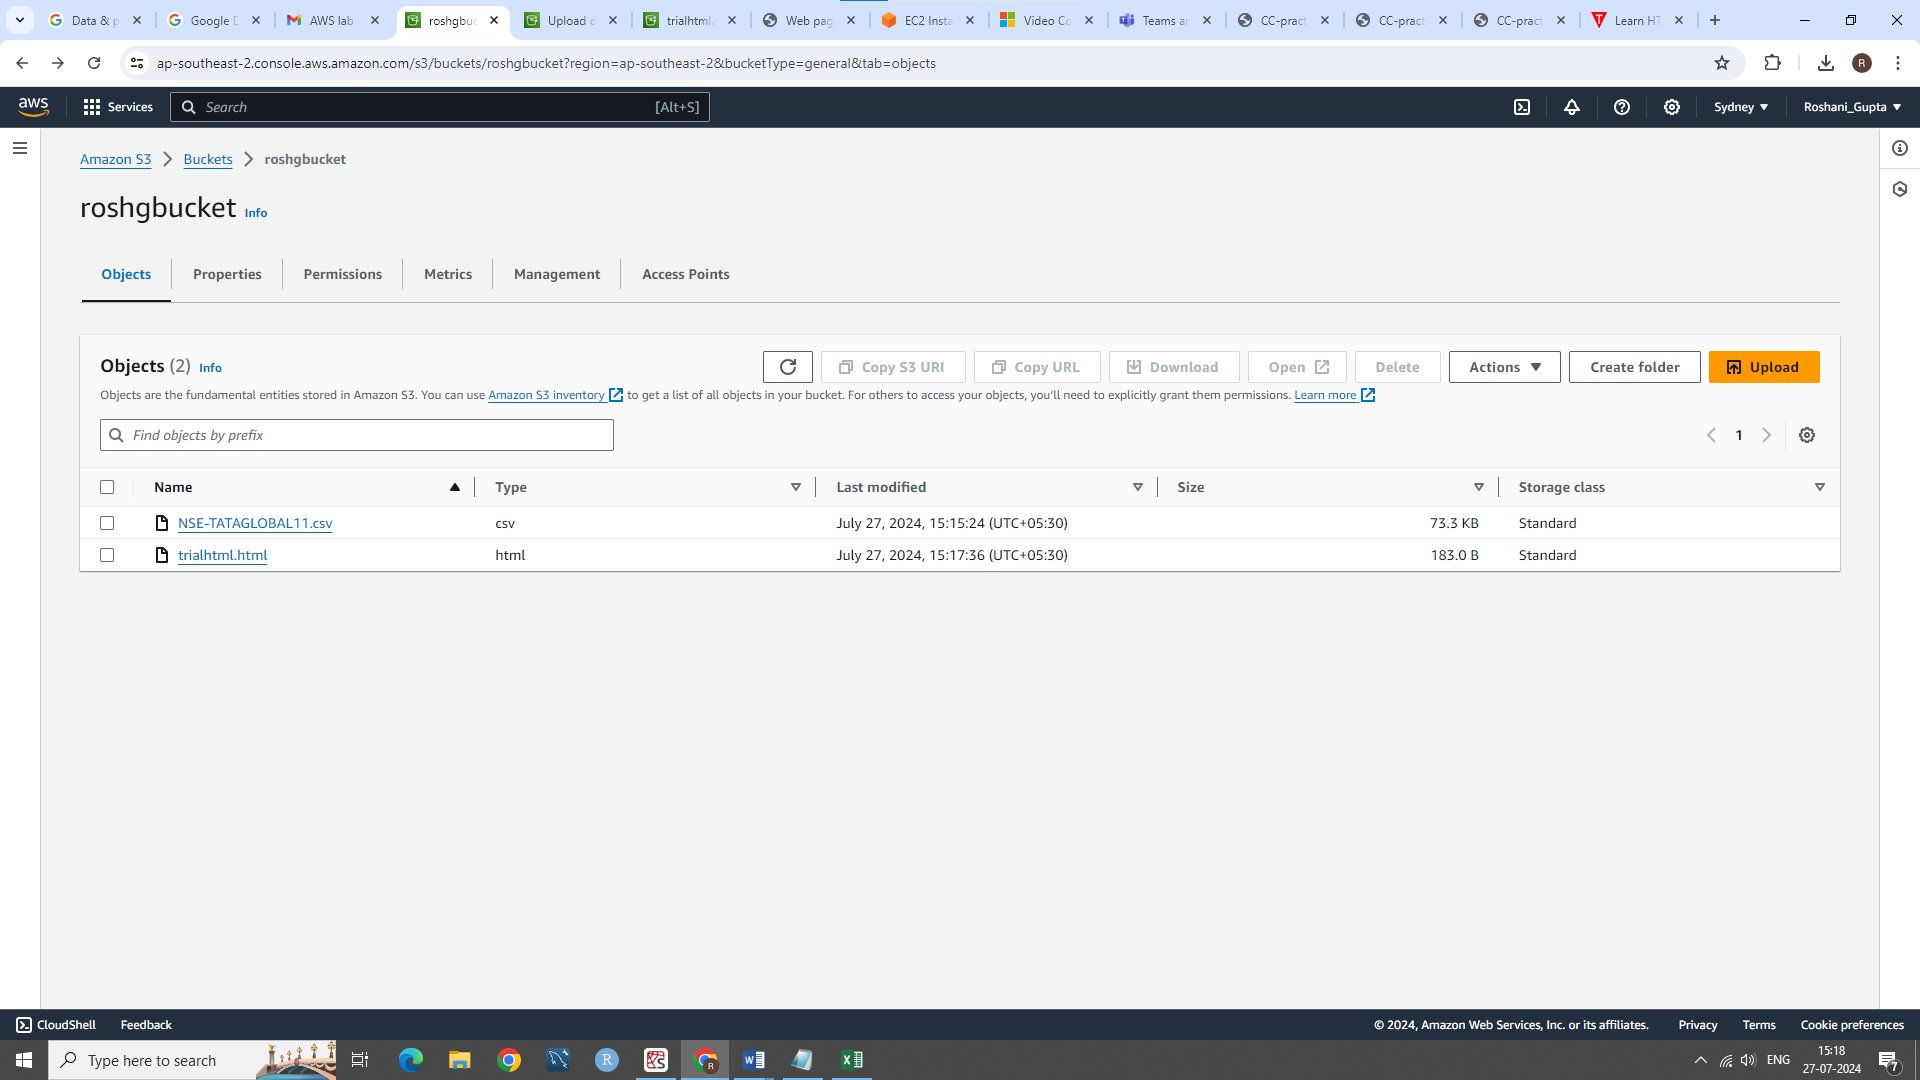 Data & p
Google D
AWS lab
roshgbuc
Upload o
trialhtml.
Web pag
EC2 Insta
Video Co
Teams an
CC-pract
CC-pract
CC-pract
Learn HT
ap-southeast-2.console.aws.amazon.com/s3/buckets/roshgbucket?region=ap-southeast-2&bucketType=general&tab=objects
R
aws Services Search [Alt+S] Sydney Roshani_Gupta
Amazon S3 > Buckets > roshgbucket
roshgbucket Info
Objects Properties Permissions Metrics Management Access Points
Objects (2) Info Copy S3 URI Copy URL Download Open Delete Actions Create folder Upload
Objects are the fundamental entities stored in Amazon S3. You can use Amazon S3 inventory to get a list of all objects in your bucket. For others to access your objects, you'll need to explicitly grant them permissions. Learn more
Find objects by prefix 1
Name Type Last modified Size Storage class
NSE-TATAGLOBAL11.csv csv July 27, 2024, 15:15:24 (UTC+05:30) 73.3 KB Standard
trialhtml.html html July 27, 2024, 15:17:36 (UTC+05:30) 183.0 B Standard
CloudShell Feedback © 2024, Amazon Web Services, Inc. or its affiliates. Privacy Terms Cookie preferences
Type here to search
ENG
15:18
27-07-2024
7